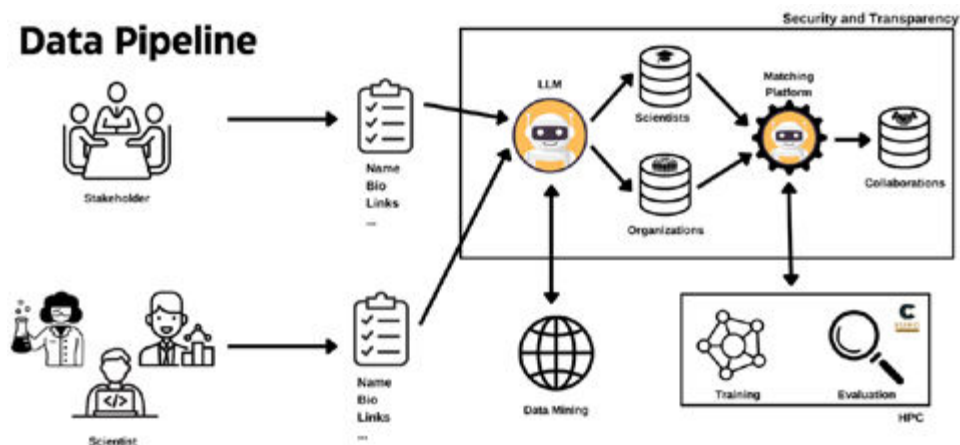 Data Pipeline
Security and Transparency
Stakeholder
Name
Bio
Links
...
LLM
Scientists
Organizations
Matching
Platform
Collaborations
Scientist
Name
Bio
Links
...
Data Mining
C
Training
Evaluation
HPC